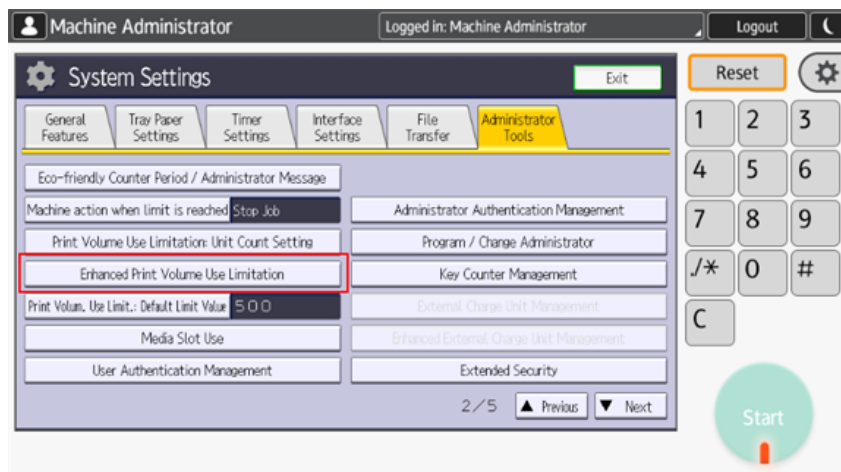 Machine Administrator
Logged in: Machine Administrator
Logout
System Settings
Exit
General
Features
Tray Paper
Settings
Timer
Settings
Interface
Settings
File
Transfer
Administrator
Tools
Eco-friendly Counter Period / Administrator Message
Machine action when limit is reached Stop Job
Administrator Authentication Management
Print Volume Use Limitation: Unit Count Setting
Program / Change Administrator
Enhanced Print Volume Use Limitation
Key Counter Management
Print Volum. Use Limit.: Default Limit Value 500
External Charge Unit Management
Media Slot Use
Enhanced External Charge Unit Management
User Authentication Management
Extended Security
2/5 ▲ Previous ▼ Next
Reset
1 2 3
4 5 6
7 8 9
./* 0 #
C
Start